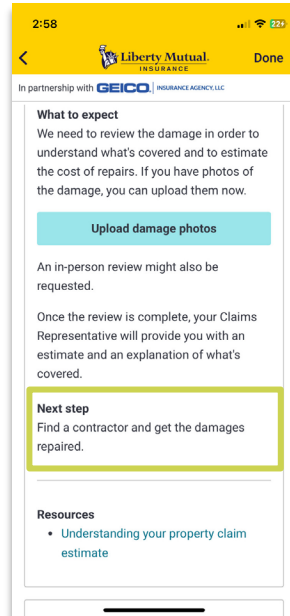 2:58
22
Liberty Mutual.
Done
INSURANCE
In partnership with GEICO. INSURANCE AGENCY, LLC
What to expect
We need to review the damage in order to
understand what's covered and to estimate
the cost of repairs. If you have photos of
the damage, you can upload them now.
Upload damage photos
An in-person review might also be
requested.
Once the review is complete, your Claims
Representative will provide you with an
estimate and an explanation of what's
covered.
Next step
Find a contractor and get the damages
repaired.
Resources
• Understanding your property claim
estimate